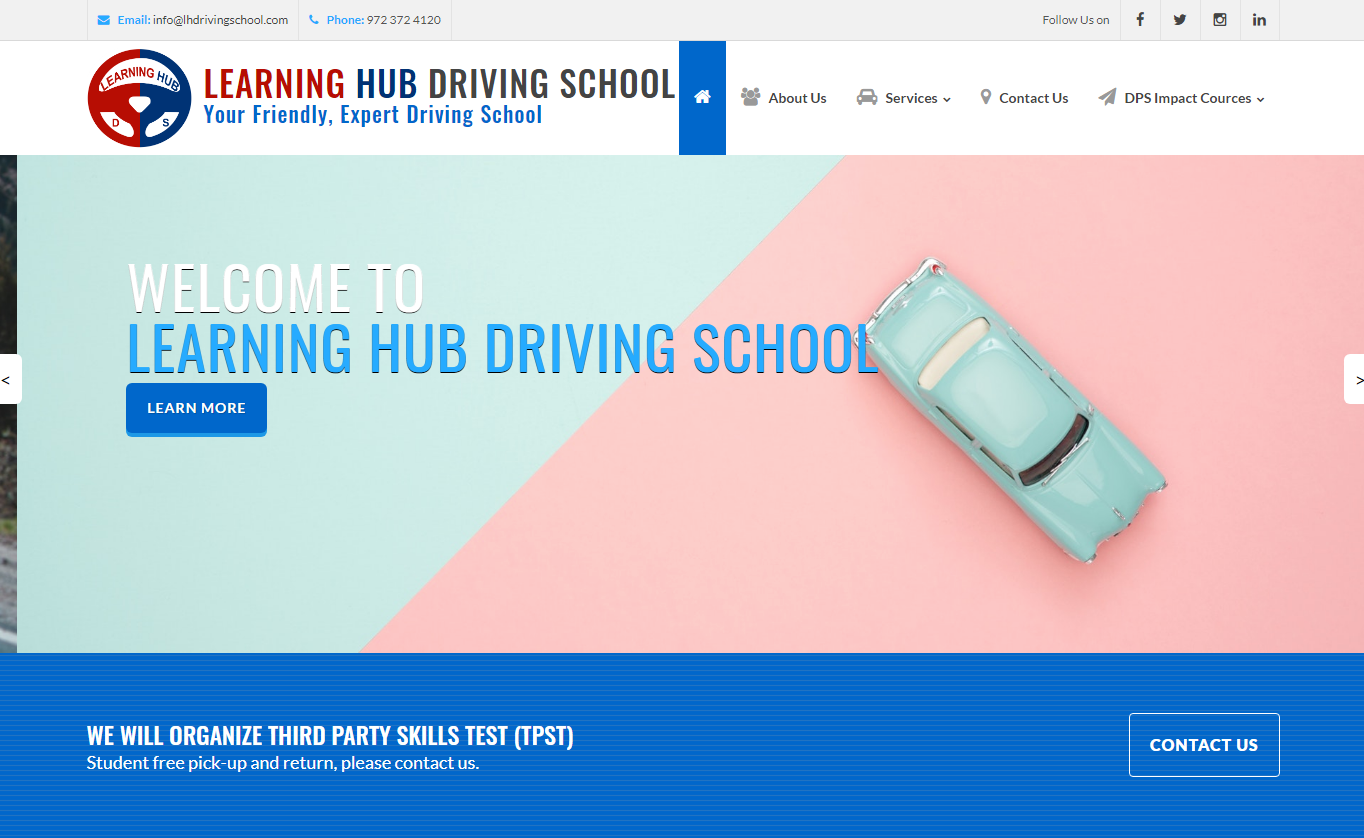 Email: info@lhdrivingschool.com Phone: 972 372 4120 Follow Us on
LEARNING HUB
D S
LEARNING HUB DRIVING SCHOOL
Your Friendly, Expert Driving School
About Us Services Contact Us DPS Impact Cources
WELCOME TO
LEARNING HUB DRIVING SCHOOL
< >
LEARN MORE
WE WILL ORGANIZE THIRD PARTY SKILLS TEST (TPST)
Student free pick-up and return, please contact us.
CONTACT US